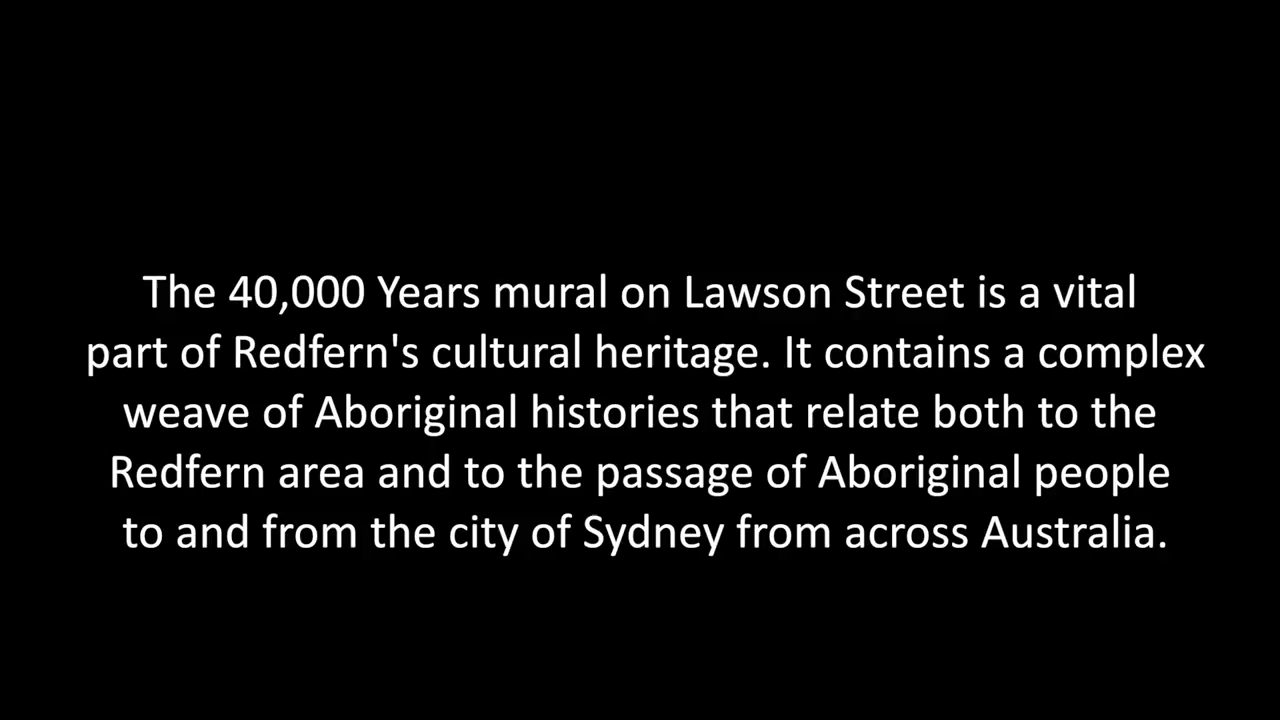 The 40,000 Years mural on Lawson Street is a vital
part of Redfern's cultural heritage. It contains a complex
weave of Aboriginal histories that relate both to the
Redfern area and to the passage of Aboriginal people
to and from the city of Sydney from across Australia.